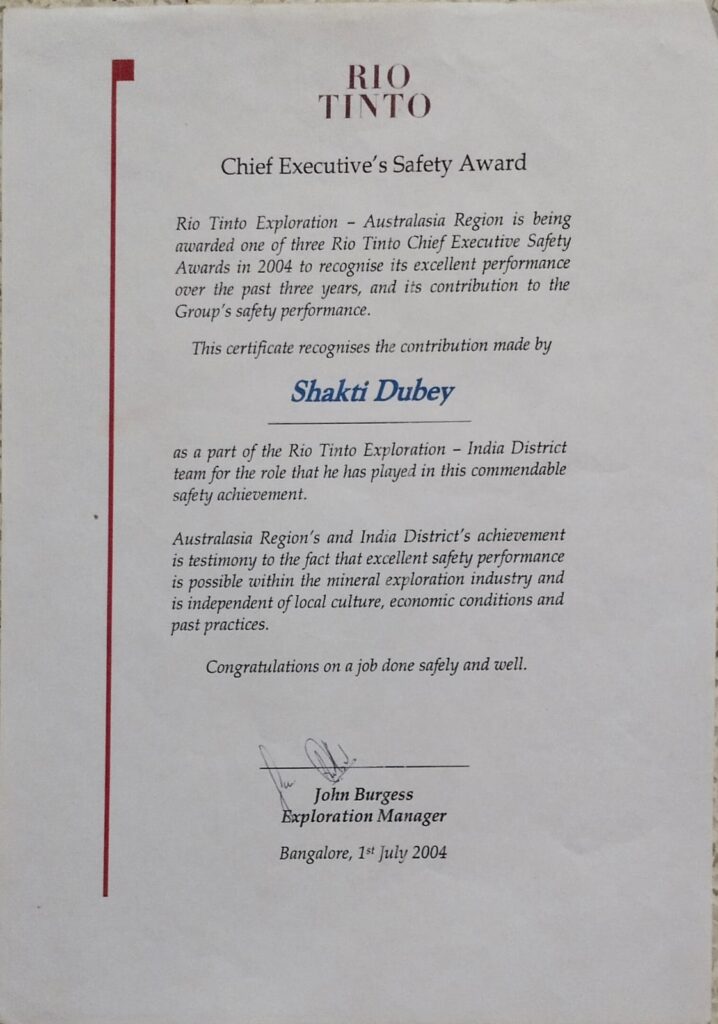 RIO
TINTO
Chief Executive's Safety Award
Rio Tinto Exploration – Australasia Region is being
awarded one of three Rio Tinto Chief Executive Safety
Awards in 2004 to recognise its excellent performance
over the past three years, and its contribution to the
Group's safety performance.
This certificate recognises the contribution made by
Shakti Dubey
as a part of the Rio Tinto Exploration – India District
team for the role that he has played in this commendable
safety achievement.
Australasia Region's and India District's achievement
is testimony to the fact that excellent safety performance
is possible within the mineral exploration industry and
is independent of local culture, economic conditions and
past practices.
Congratulations on a job done safely and well.
John Burgess
Exploration Manager
Bangalore, 1st July 2004